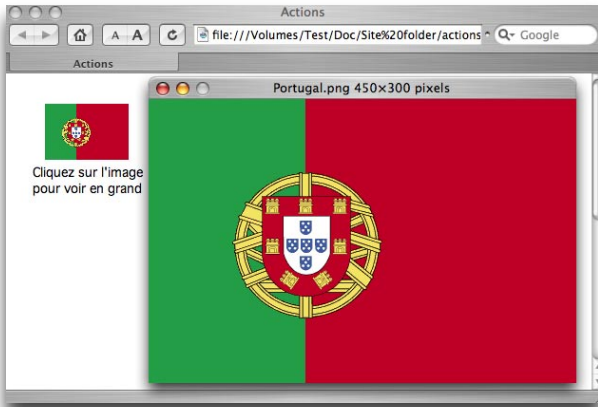 Actions
A A
file:///Volumes/Test/Doc/Site%20folder/actions
Q Google
Actions
Portugal.png 450×300 pixels
Cliquez sur l'image
pour voir en grand